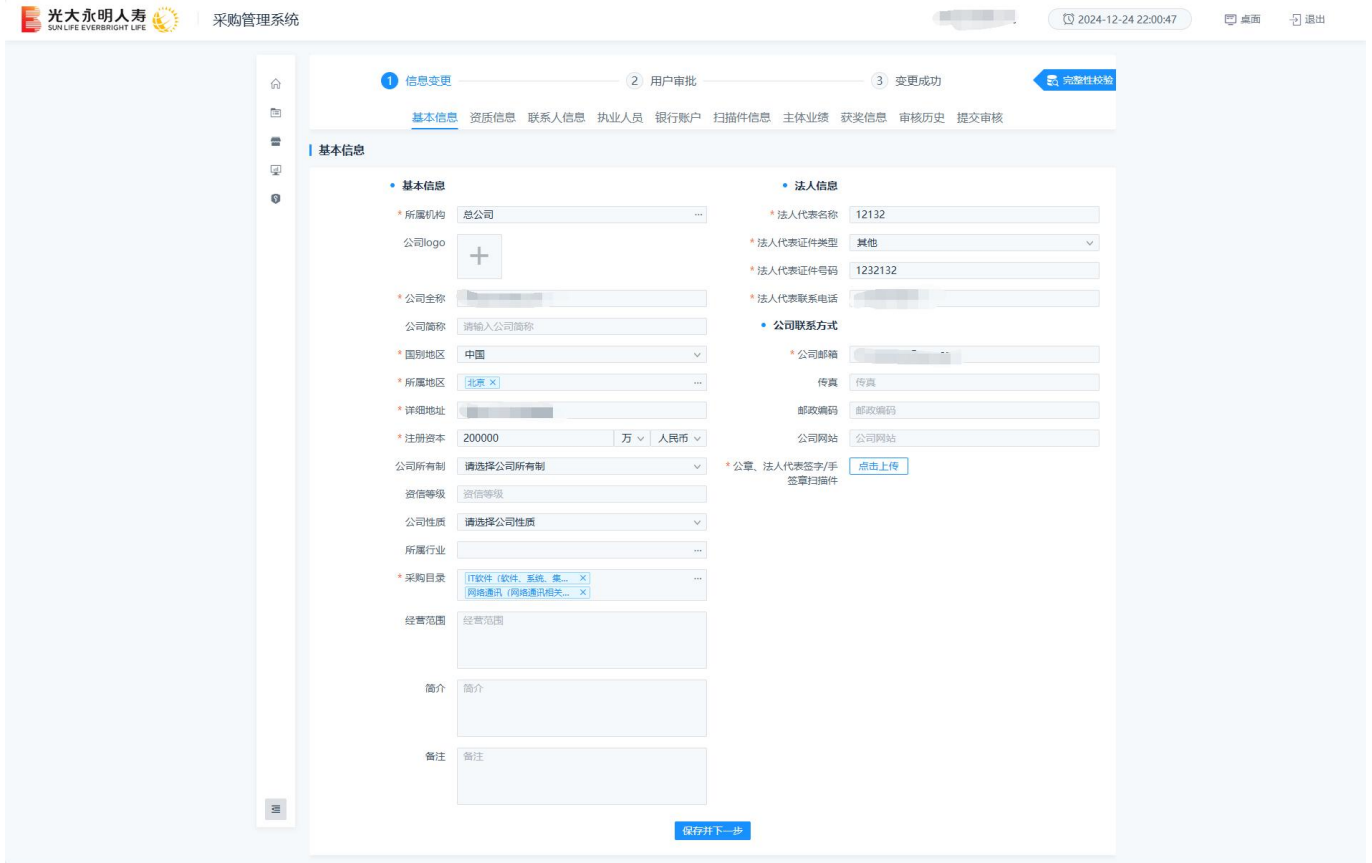 光大永明人寿
SUN LIFE EVERBRIGHT LIFE
采购管理系统
2024-12-24 22:00:47
桌面
退出
1 信息变更
2 用户审批
3 变更成功
完整性校验
基本信息 资质信息 联系人信息 执业人员 银行账户 扫描件信息 主体业绩 获奖信息 审核历史 提交审核
基本信息
基本信息
* 所属机构 总公司 ...
公司logo
* 公司全称
公司简称 请输入公司简称
* 国别地区 中国
* 所属地区 北京 × ...
* 详细地址
* 注册资本 200000 万 人民币
公司所有制 请选择公司所有制
资信等级 资信等级
公司性质 请选择公司性质
所属行业 ...
* 采购目录 IT软件（软件、系统、集... × ...
网络通讯（网络通讯相关... ×
经营范围 经营范围
简介 简介
备注 备注
法人信息
* 法人代表名称 12132
* 法人代表证件类型 其他
* 法人代表证件号码 1232132
* 法人代表联系电话
公司联系方式
* 公司邮箱
传真 传真
邮政编码 邮政编码
公司网站 公司网站
* 公章、法人代表签字/手 点击上传
签章扫描件
保存并下一步